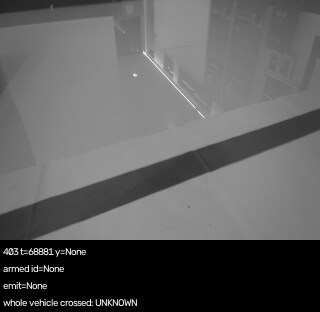 403 t=68881 y=None
armed id=None
emit=None
whole vehicle crossed: UNKNOWN